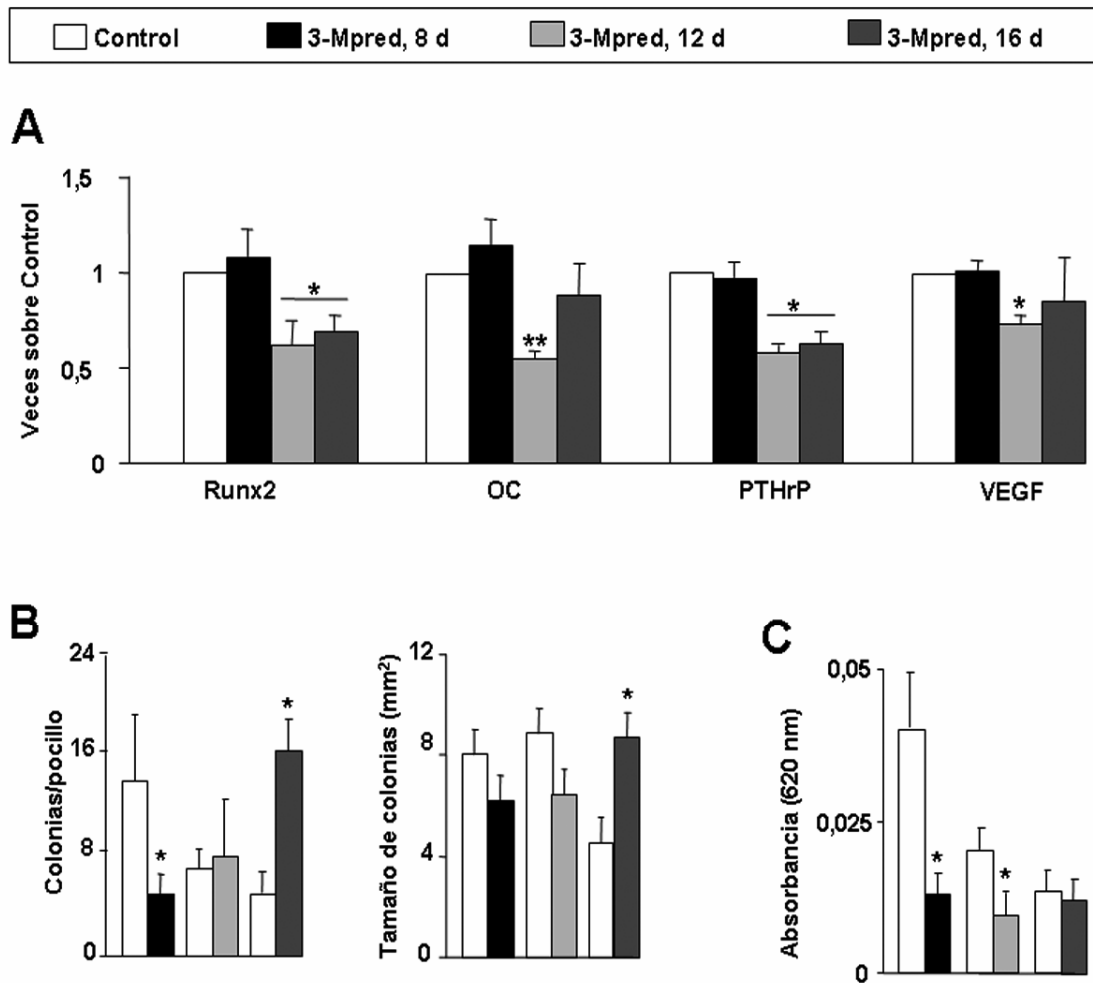 Control 3-Mpred, 8 d 3-Mpred, 12 d 3-Mpred, 16 d
A
Veces sobre Control
1,5
1
0,5
0
*
**
*
*
Runx2 OC PTHrP VEGF
B
Colonias/pocillo
24
16
8
0
*
*
Tamaño de colonias (mm²)
12
8
4
0
*
C
Absorbancia (620 nm)
0,05
0,025
0
*
*